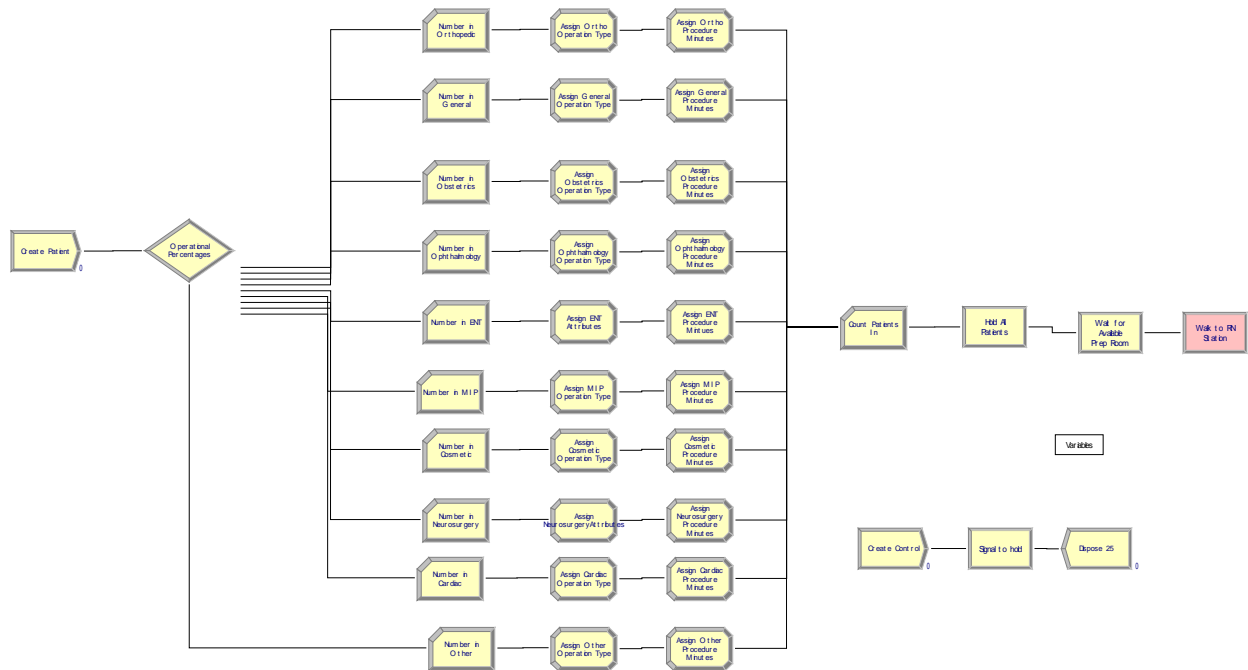 Create Patient
0
Operational
Percentages
Number in
Orthopedic
Assign Ortho
Operation Type
Assign Ortho
Procedure
Minutes
Number in
General
Assign General
Operation Type
Assign General
Procedure
Minutes
Number in
Obstetrics
Assign
Obstetrics
Operation Type
Assign
Obstetrics
Procedure
Minutes
Number in
Ophthalmology
Assign
Ophthalmology
Operation Type
Assign
Ophthalmology
Procedure
Minutes
Number in ENT
Assign ENT
Attributes
Assign ENT
Procedure
Mintues
Number in MIP
Assign MIP
Operation Type
Assign MIP
Procedure
Minutes
Number in
Cosmetic
Assign
Cosmetic
Operation Type
Assign
Cosmetic
Procedure
Minutes
Number in
Neurosurgery
Assign
Neurosurgery Attributes
Assign
Neurosurgery
Procedure
Minutes
Number in
Cardiac
Assign Cardiac
Operation Type
Assign Cardiac
Procedure
Minutes
Number in
Other
Assign Other
Operation Type
Assign Other
Procedure
Minutes
Count Patients
In
Hold All
Patients
Wait for
Available
Prep Room
Walk to RN
Station
Variables
Create Control
0
Signal to hold
Dispose 25
0